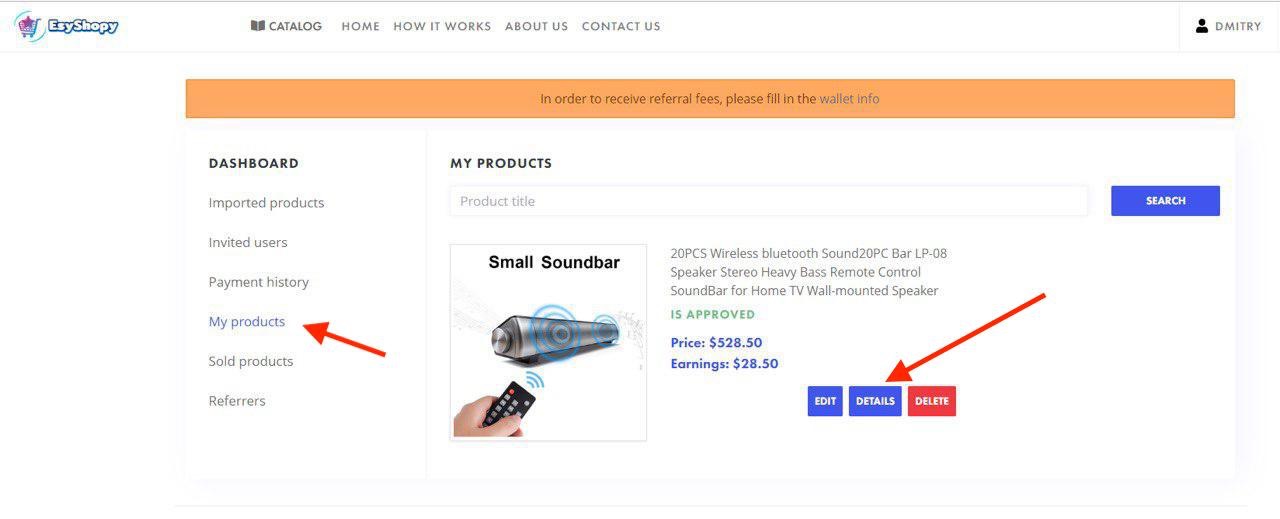 EzyShopy
CATALOG
HOME
HOW IT WORKS
ABOUT US
CONTACT US
DMITRY
In order to receive referral fees, please fill in the wallet info
DASHBOARD
Imported products
Invited users
Payment history
My products
Sold products
Referrers
MY PRODUCTS
Product title
SEARCH
Small Soundbar
20PCS Wireless bluetooth Sound20PC Bar LP-08
Speaker Stereo Heavy Bass Remote Control
SoundBar for Home TV Wall-mounted Speaker
IS APPROVED
Price: $528.50
Earnings: $28.50
EDIT
DETAILS
DELETE